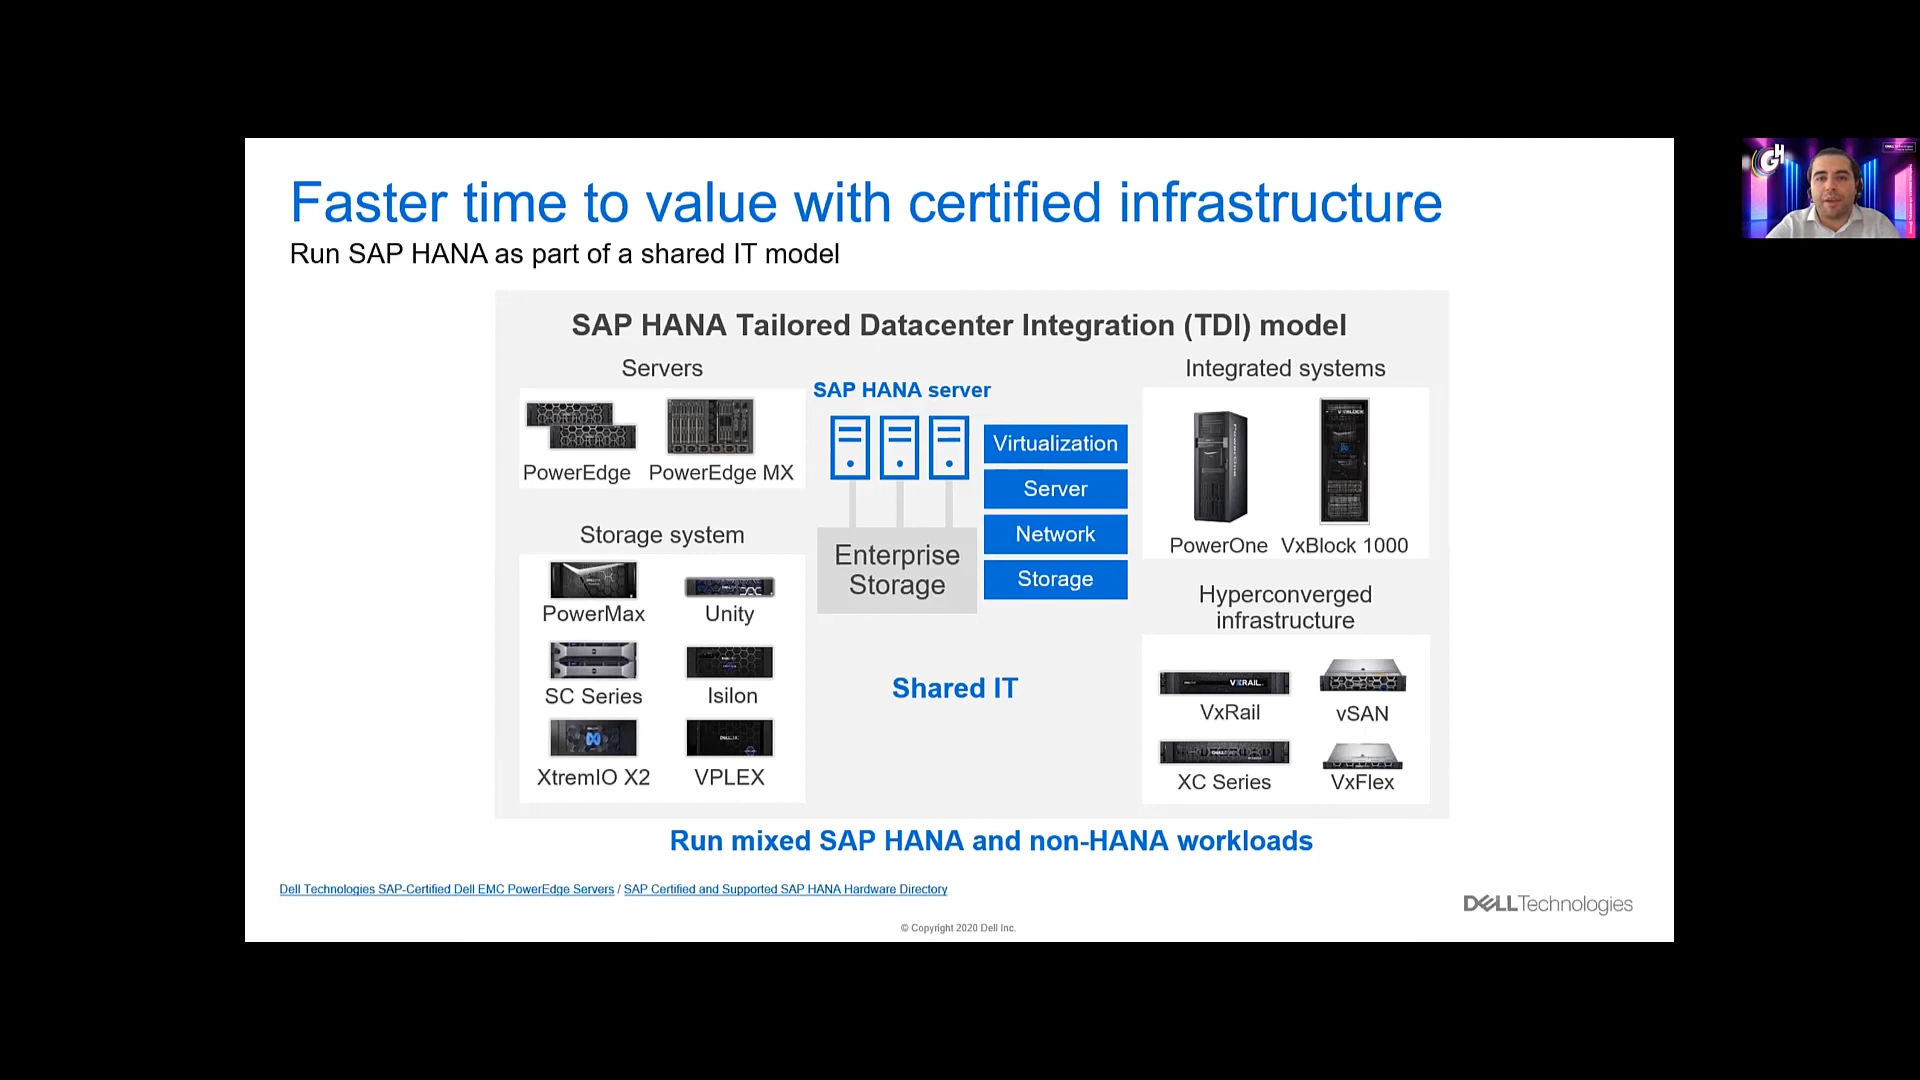 Faster time to value with certified infrastructure
Run SAP HANA as part of a shared IT model
SAP HANA Tailored Datacenter Integration (TDI) model
Servers
PowerEdge
PowerEdge MX
Storage system
PowerMax
Unity
SC Series
Isilon
XtremIO X2
VPLEX
SAP HANA server
Enterprise
Storage
Virtualization
Server
Network
Storage
Shared IT
Integrated systems
PowerOne
VxBlock 1000
Hyperconverged
infrastructure
VXRAIL
VxRail
vSAN
XC Series
VxFlex
Run mixed SAP HANA and non-HANA workloads
Dell Technologies SAP-Certified Dell EMC PowerEdge Servers / SAP Certified and Supported SAP HANA Hardware Directory
DELLTechnologies
© Copyright 2020 Dell Inc.
GH